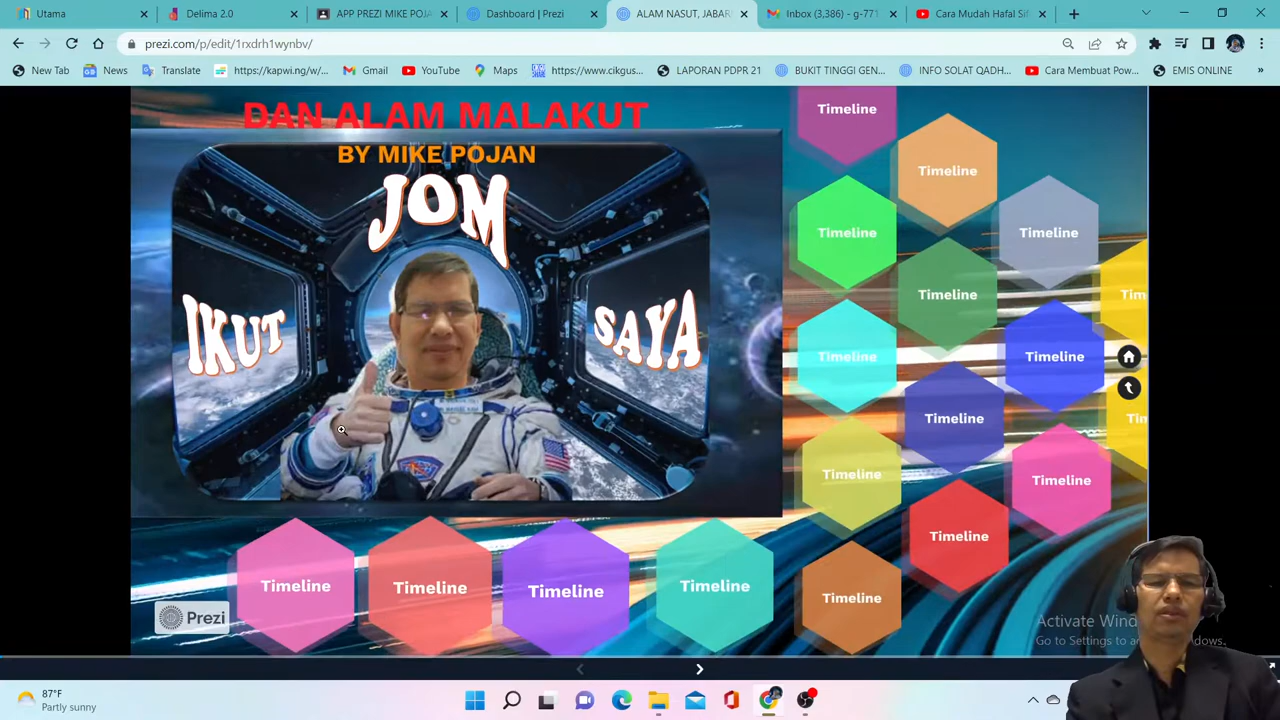 Utama
Delima 2.0
APP PREZI MIKE POJA
Dashboard | Prezi
ALAM NASUT, JABAR
Inbox (3,386) - g-771
Cara Mudah Hafal Sif
prezi.com/p/edit/1rxdrh1wynbv/
New Tab
News
Translate
https://kapwi.ng/w/...
Gmail
YouTube
Maps
https://www.cikgus...
LAPORAN PDPR 21
BUKIT TINGGI GEN...
INFO SOLAT QADH...
Cara Membuat Pow...
EMIS ONLINE
»
DAN ALAM MALAKUT
BY MIKE POJAN
JOM
IKUT
SAYA
Timeline
Timeline
Timeline
Timeline
Timeline
Tim
Timeline
Timeline
Timeline
Tim
Timeline
Timeline
Timeline
Timeline
Timeline
Timeline
Timeline
Timeline
Prezi
Timeline
Activate Wind
Go to Settings to a
dows.
87°F
Partly sunny